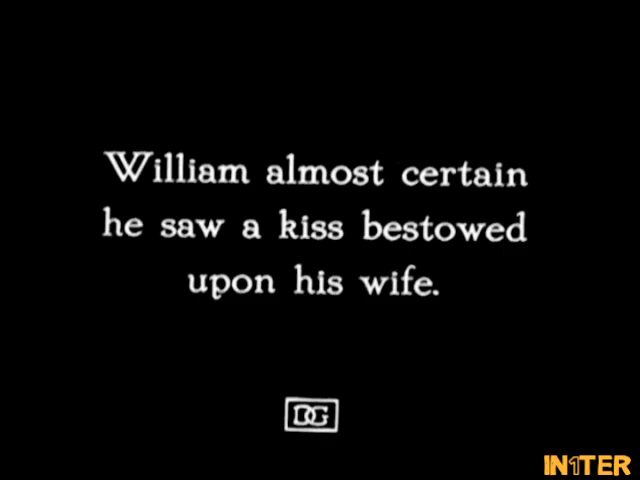 William almost certain
he saw a kiss bestowed
upon his wife.
DG
IN1TER